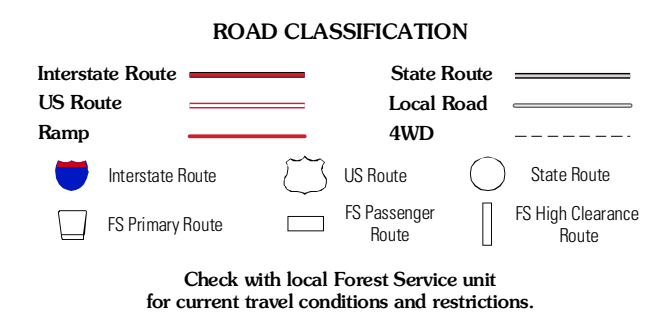 ROAD CLASSIFICATION
Interstate Route
State Route
US Route
Local Road
Ramp
4WD
Interstate Route
US Route
State Route
FS Primary Route
FS Passenger
Route
FS High Clearance
Route
Check with local Forest Service unit
for current travel conditions and restrictions.